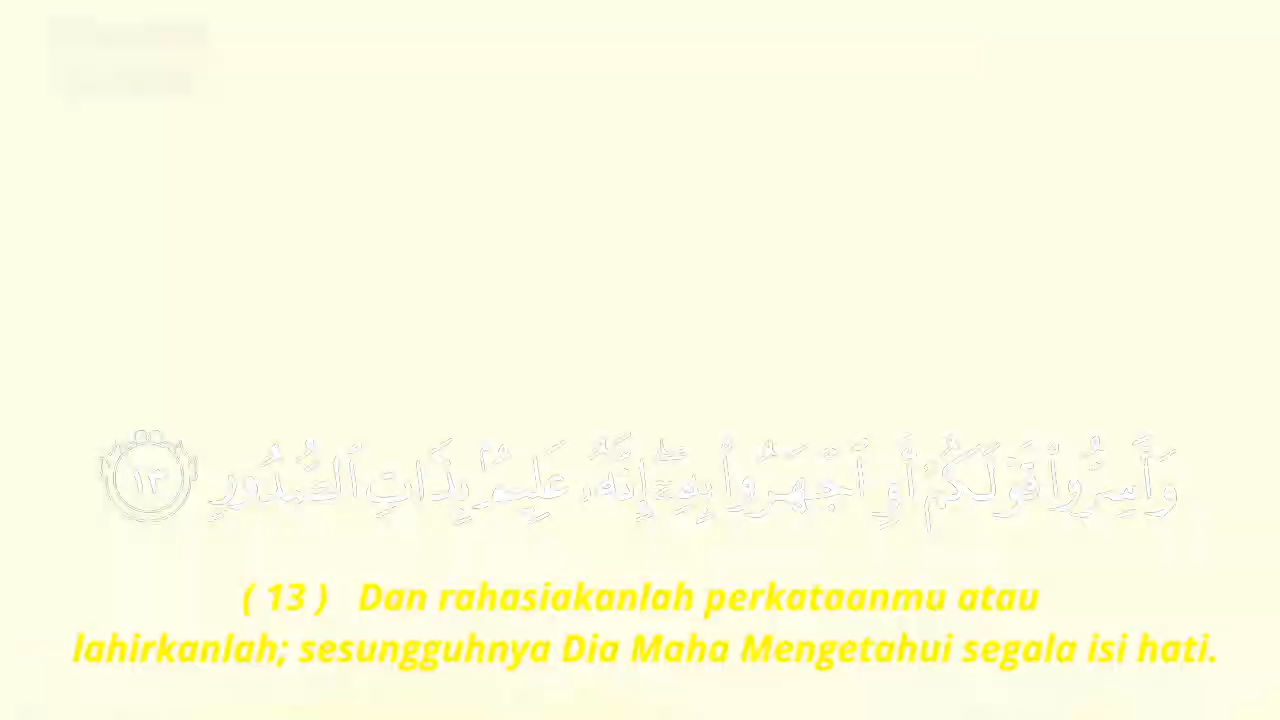 وَأَسِرُّوا۟ قَوْلَكُمْ أَوِ ٱجْهَرُوا۟ بِهِۦٓ ۖ إِنَّهُۥ عَلِيمٌۢ بِذَاتِ ٱلصُّدُورِ ١٣
( 13 ) Dan rahasiakanlah perkataanmu atau
lahirkanlah; sesungguhnya Dia Maha Mengetahui segala isi hati.